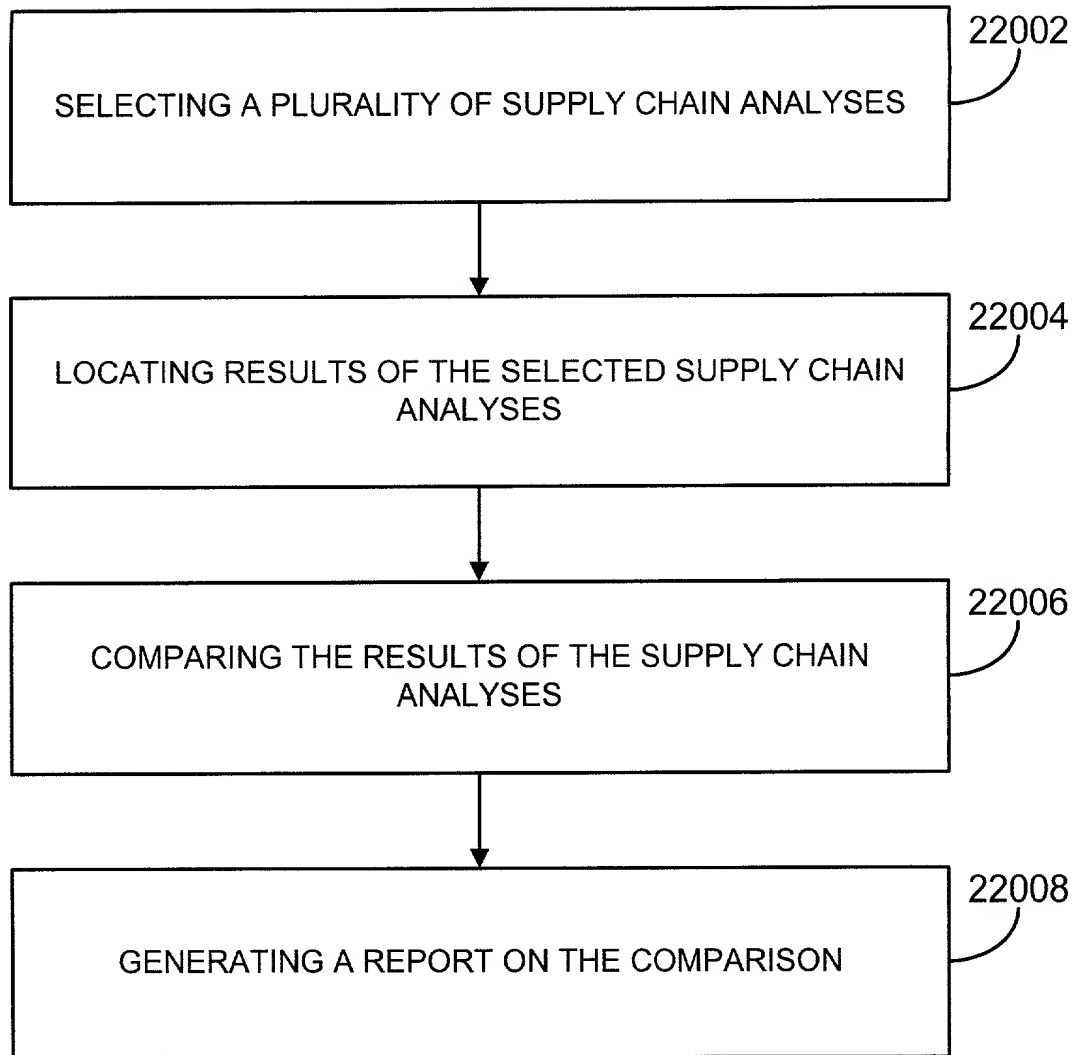 22002
SELECTING A PLURALITY OF SUPPLY CHAIN ANALYSES
22004
LOCATING RESULTS OF THE SELECTED SUPPLY CHAIN
ANALYSES
22006
COMPARING THE RESULTS OF THE SUPPLY CHAIN
ANALYSES
22008
GENERATING A REPORT ON THE COMPARISON